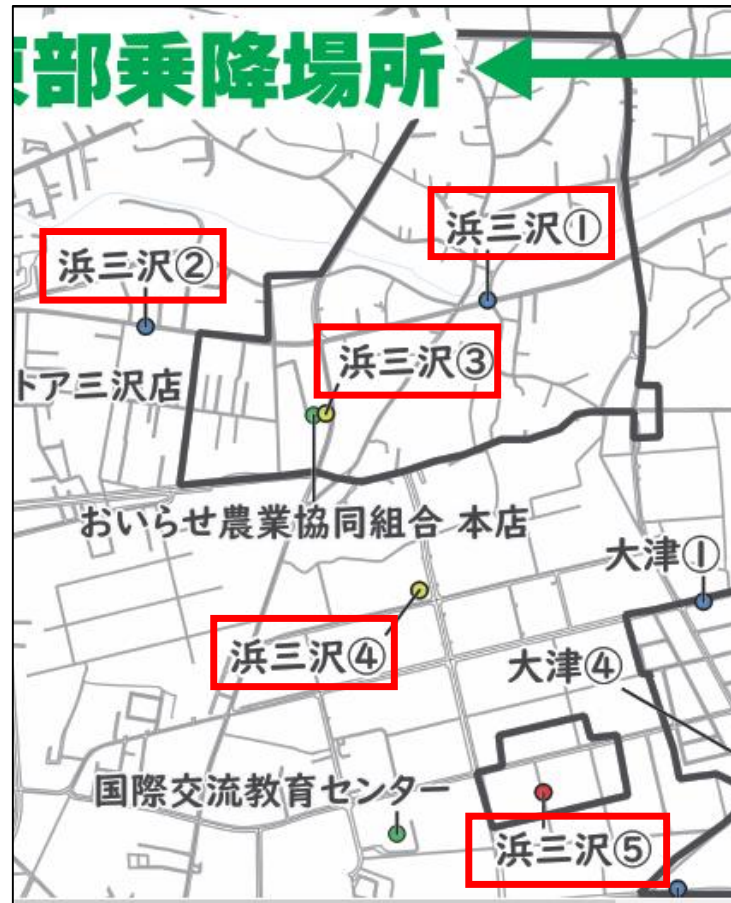 東部乗降場所
浜三沢①
浜三沢②
浜三沢③
トア三沢店
おいらせ農業協同組合 本店
大津①
浜三沢④
大津④
国際交流教育センター
浜三沢⑤